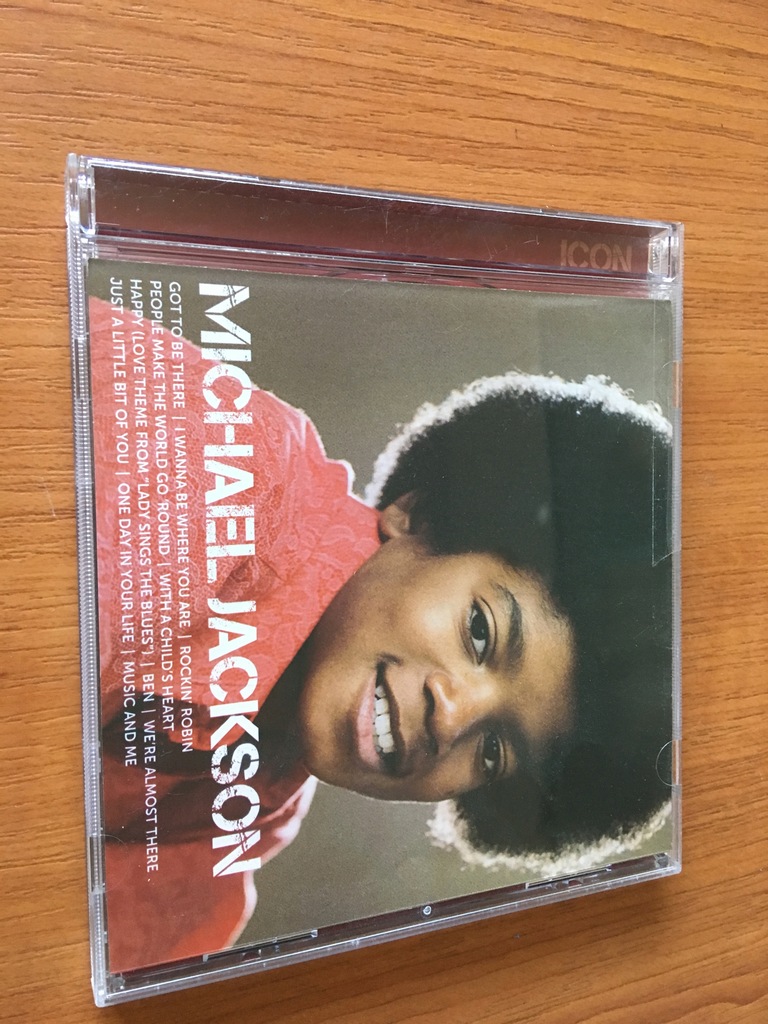 ICON
MICHAEL JACKSON
GOT TO BE THERE | I WANNA BE WHERE YOU ARE | ROCKIN' ROBIN
PEOPLE MAKE THE WORLD GO 'ROUND | WITH A CHILD'S HEART
HAPPY (LOVE THEME FROM "LADY SINGS THE BLUES") | BEN | WE'RE ALMOST THERE
JUST A LITTLE BIT OF YOU | ONE DAY IN YOUR LIFE | MUSIC AND ME